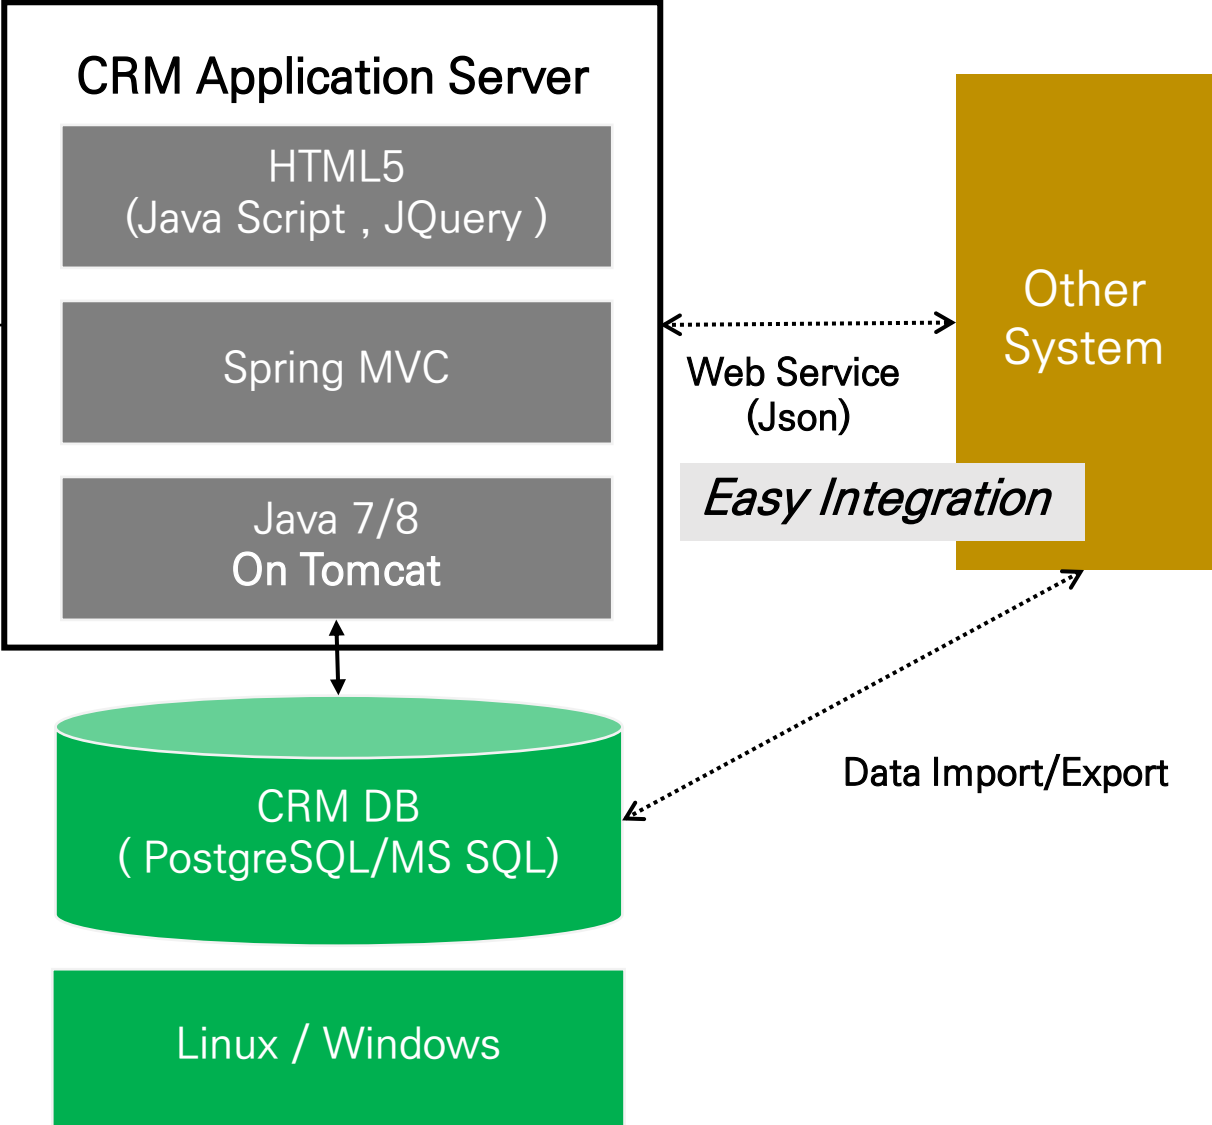 CRM Application Server
HTML5
(Java Script , JQuery )
Spring MVC
Java 7/8
On Tomcat
Other
System
Web Service
(Json)
Easy Integration
Data Import/Export
CRM DB
( PostgreSQL/MS SQL)
Linux / Windows